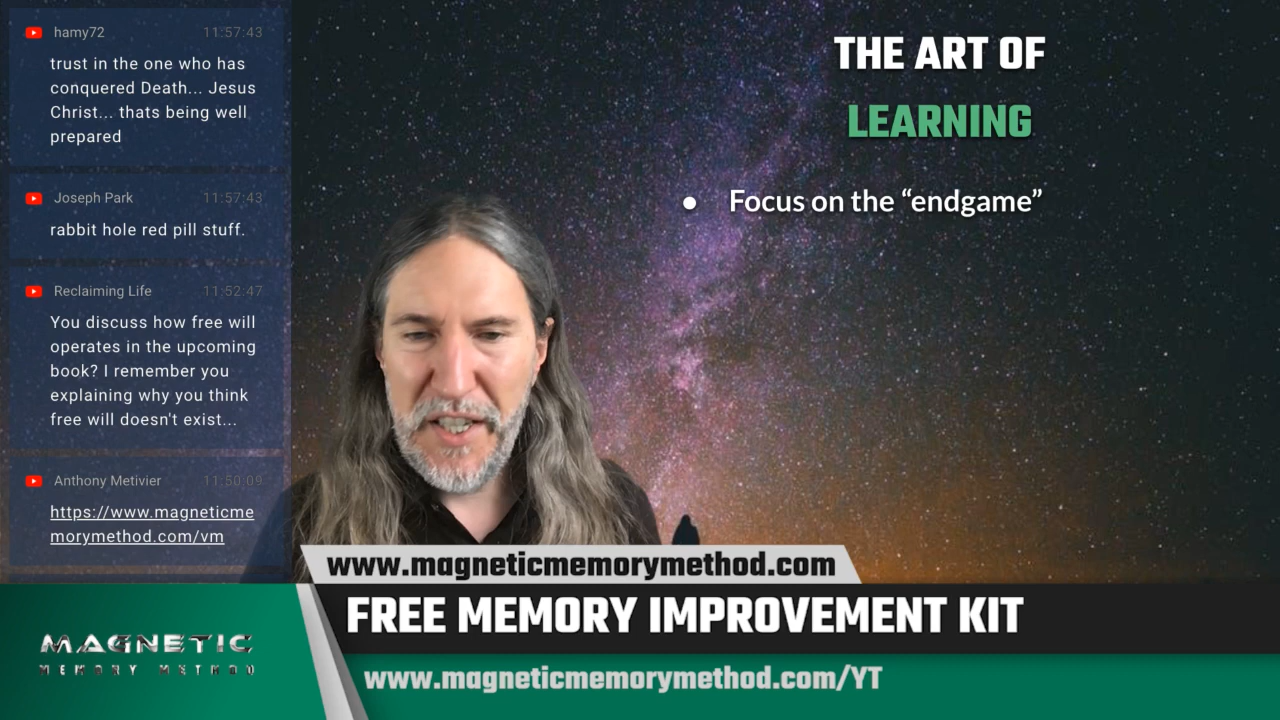 hamy72 11:57:43
trust in the one who has
conquered Death... Jesus
Christ... thats being well
prepared
Joseph Park 11:57:43
rabbit hole red pill stuff.
Reclaiming Life 11:52:47
You discuss how free will
operates in the upcoming
book? I remember you
explaining why you think
free will doesn't exist...
Anthony Metivier 11:50:09
https://www.magneticme
morymethod.com/vm
THE ART OF
LEARNING
● Focus on the “endgame”
www.magneticmemorymethod.com
FREE MEMORY IMPROVEMENT KIT
www.magneticmemorymethod.com/YT
MAGNETIC
MEMORY METHOD